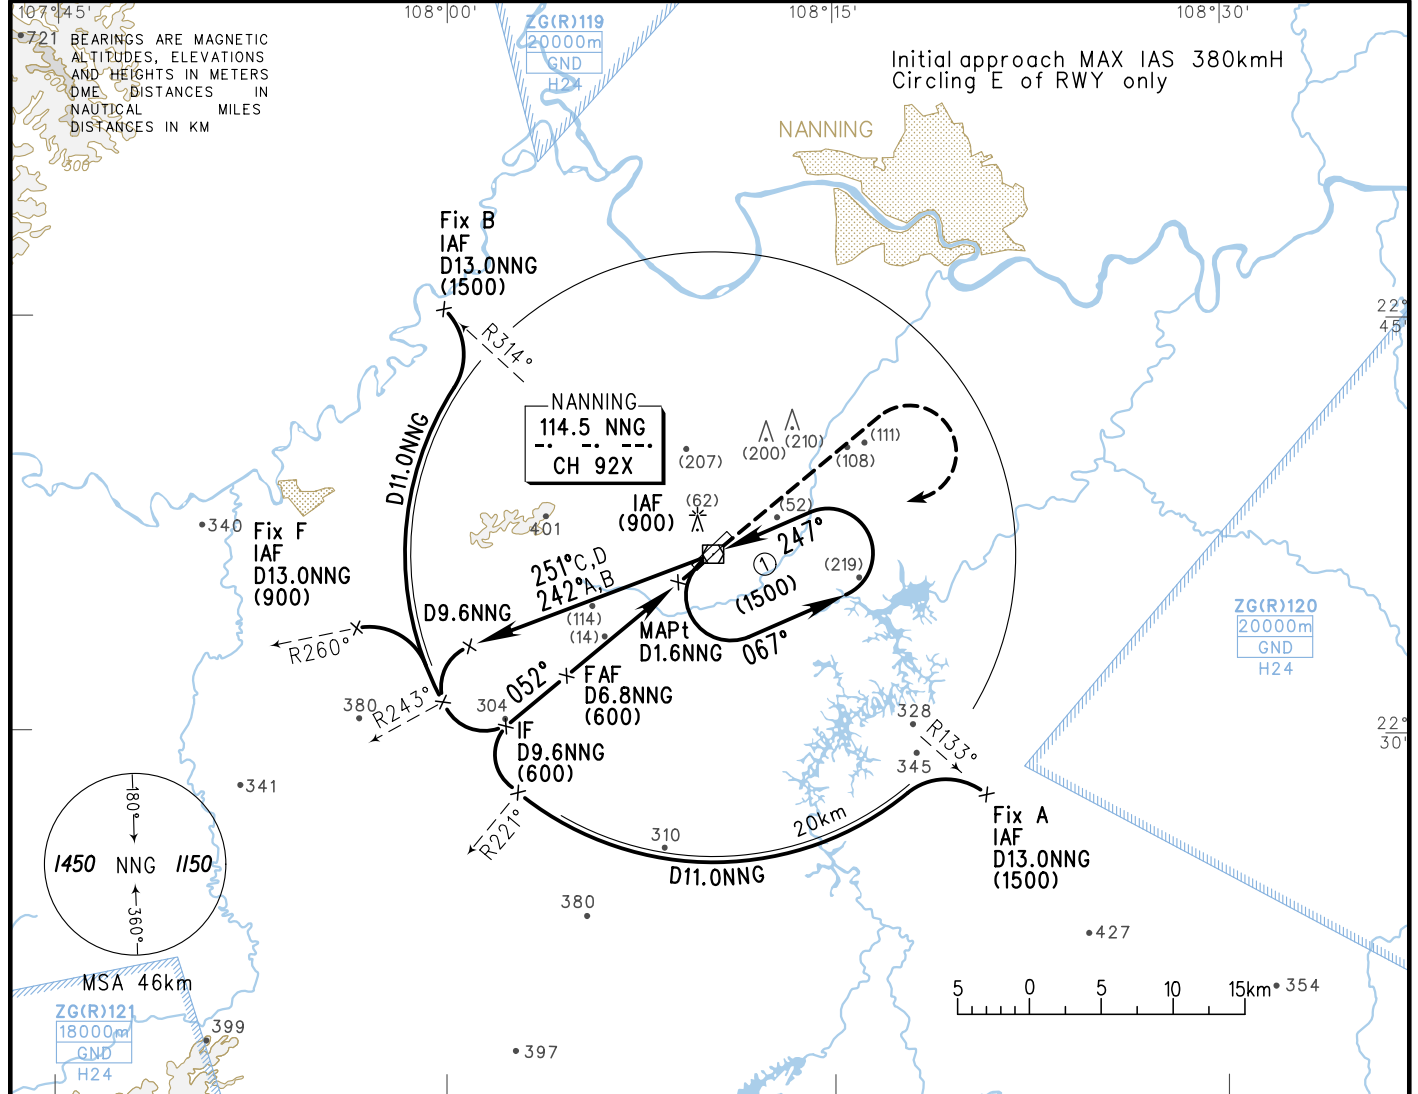 107°45'
108°00'
108°15'
108°30'
721
BEARINGS ARE MAGNETIC
ALTITUDES, ELEVATIONS
AND HEIGHTS IN METERS
DME DISTANCES IN
NAUTICAL MILES
DISTANCES IN KM
500
ZG(R)119
20000m
GND
H24
Initial approach MAX IAS 380kmH
Circling E of RWY only
NANNING
Fix B
IAF
D13.0NNG
(1500)
R314°
22°
45'
D11.0NNG
NANNING
114.5 NNG
CH 92X
(207)
(200)
(210)
(111)
(108)
IAF
(900)
(62)
(52)
401
340
Fix F
IAF
D13.0NNG
(900)
R260°
251°C,D
242°A,B
D9.6NNG
(114)
(14)
247°
1
(1500)
(219)
067°
MAPt
D1.6NNG
052°
FAF
D6.8NNG
(600)
ZG(R)120
20000m
GND
H24
380
R243°
304
IF
D9.6NNG
(600)
328
R133°
345
22°
30'
341
R221°
310
20km
D11.0NNG
Fix A
IAF
D13.0NNG
(1500)
180°
1450 NNG 1150
360°
MSA 46km
380
427
5 0 5 10 15km
354
ZG(R)121
18000m
GND
H24
399
397